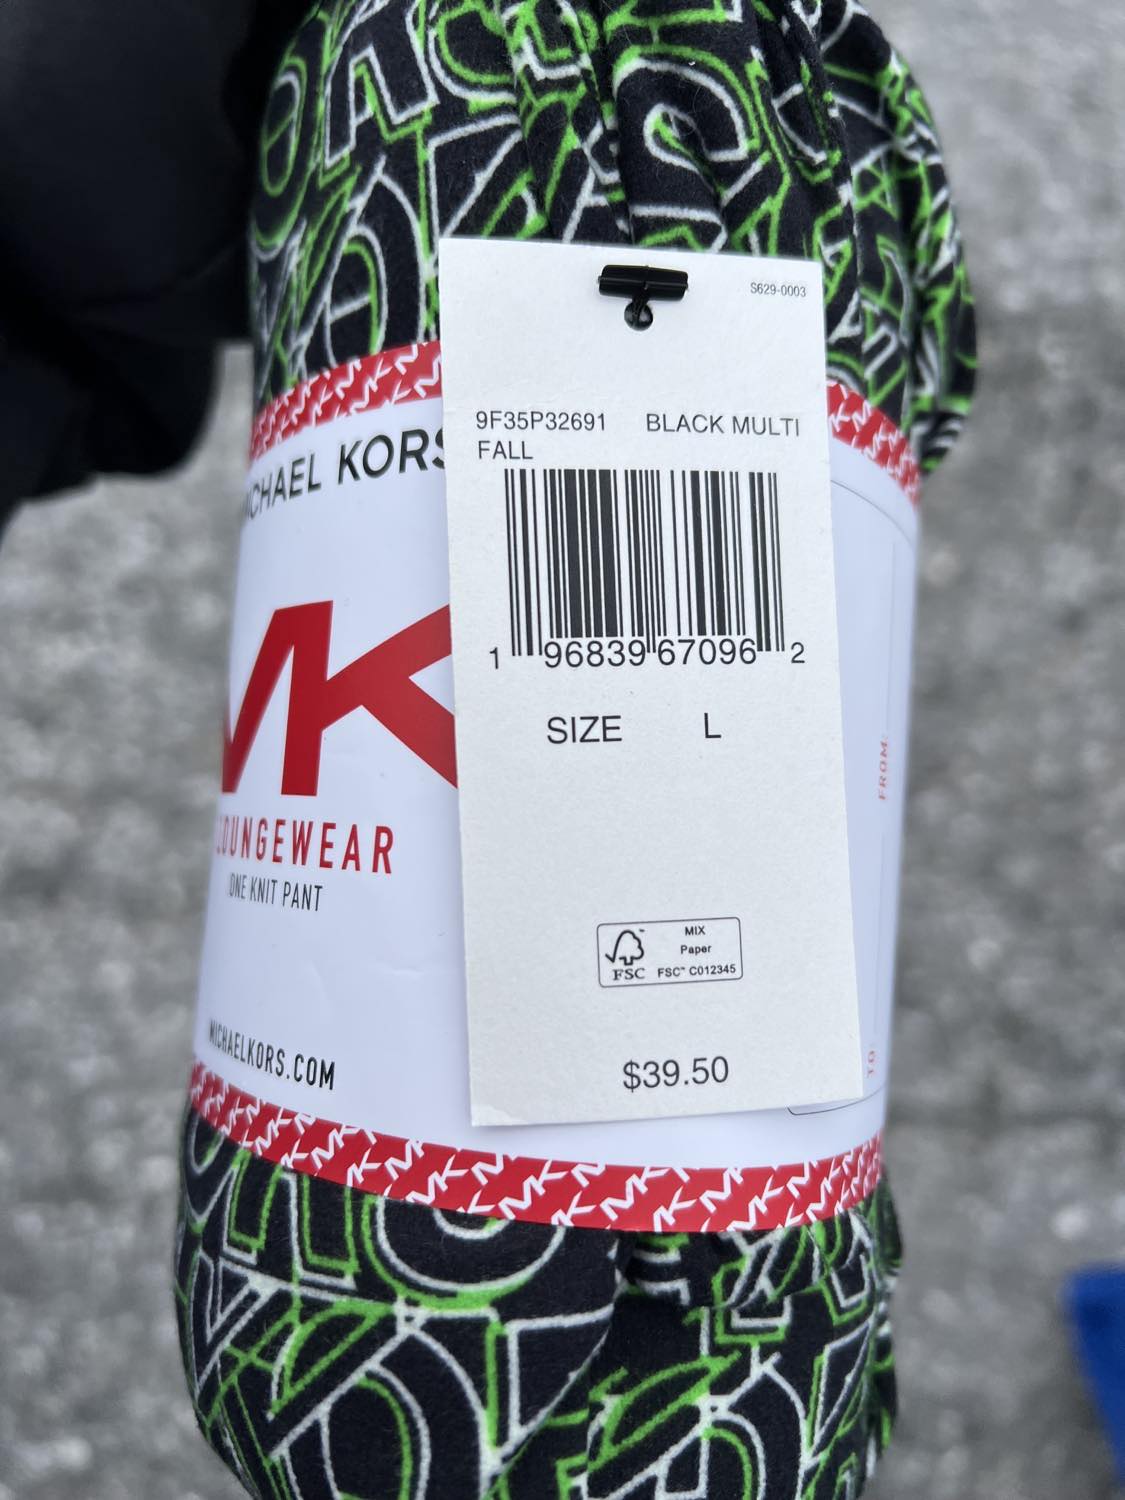 S629-0003
9F35P32691 BLACK MULTI
FALL
1 96839 67096 2
SIZE L
MIX
Paper
FSC FSC™ C012345
$39.50
MICHAEL KORS
MK
LOUNGEWEAR
ONE KNIT PANT
MICHAELKORS.COM
FROM:
TO: